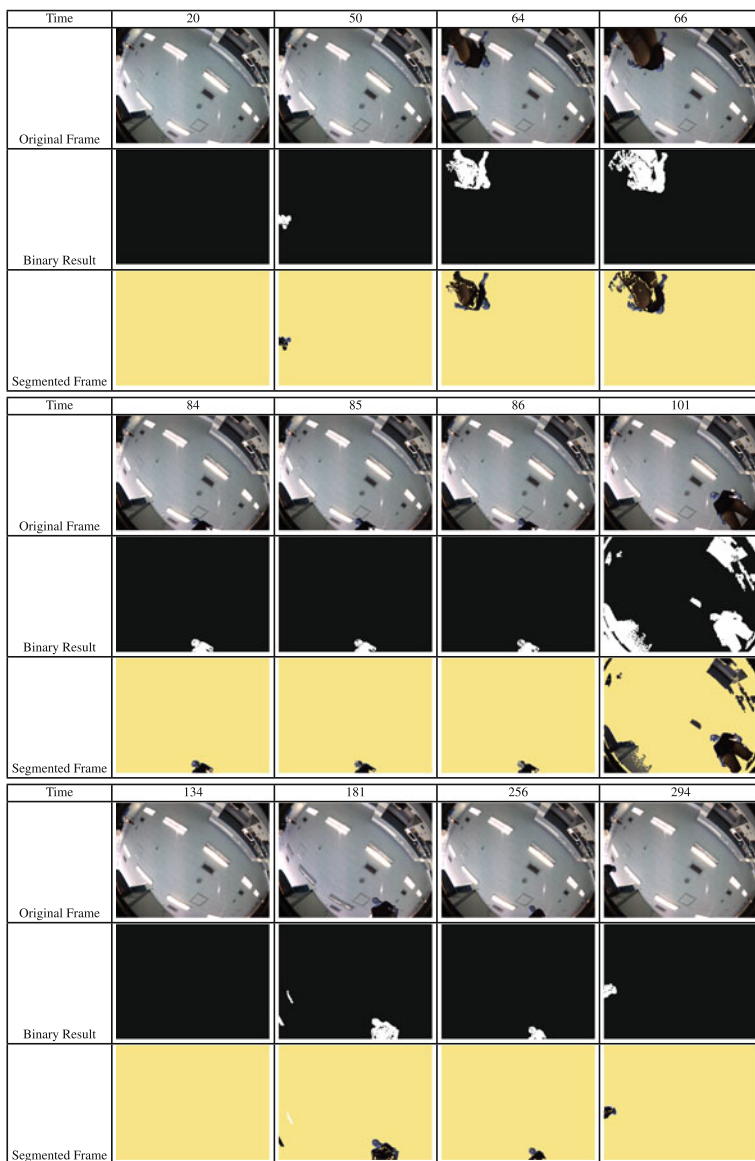 Time 20 50 64 66
Original Frame
Binary Result
Segmented Frame
Time 84 85 86 101
Original Frame
Binary Result
Segmented Frame
Time 134 181 256 294
Original Frame
Binary Result
Segmented Frame